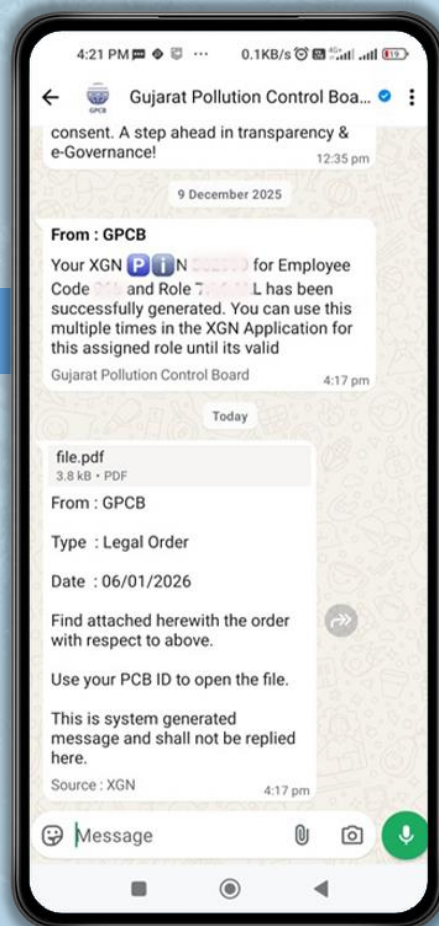 4:21 PM
0.1KB/s
4G+
19
GPCB
Gujarat Pollution Control Boa...
consent. A step ahead in transparency &
e-Governance!
12:35 pm
9 December 2025
From : GPCB
Your XGN 🅿ℹN for Employee
Code and Role L has been
successfully generated. You can use this
multiple times in the XGN Application for
this assigned role until its valid
Gujarat Pollution Control Board
4:17 pm
Today
file.pdf
3.8 kB • PDF
From : GPCB
Type : Legal Order
Date : 06/01/2026
Find attached herewith the order
with respect to above.
Use your PCB ID to open the file.
This is system generated
message and shall not be replied
here.
Source : XGN
4:17 pm
Message